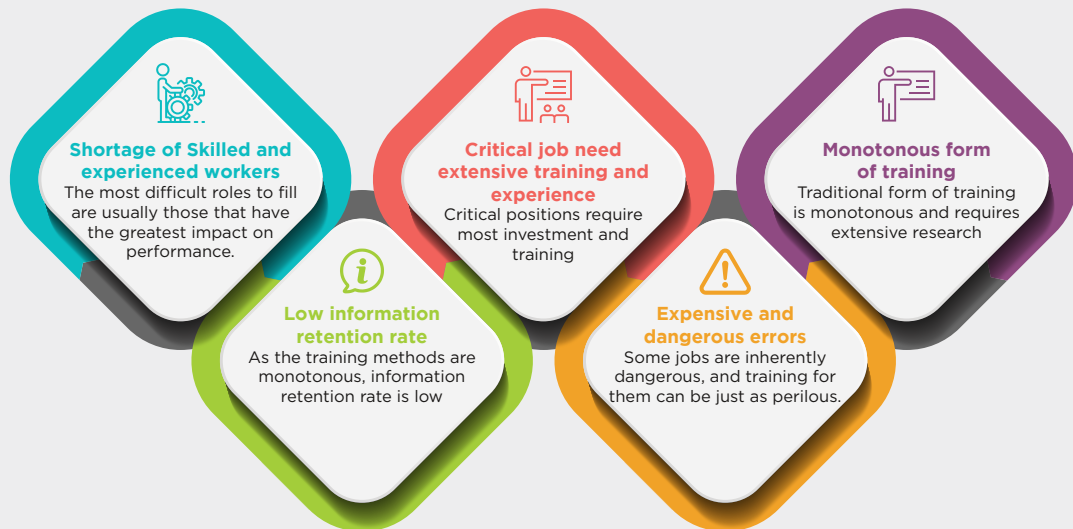 Shortage of Skilled and
experienced workers
The most difficult roles to fill
are usually those that have
the greatest impact on
performance.
Low information
retention rate
As the training methods are
monotonous, information
retention rate is low
Critical job need
extensive training and
experience
Critical positions require
most investment and
training
Expensive and
dangerous errors
Some jobs are inherently
dangerous, and training for
them can be just as perilous.
Monotonous form
of training
Traditional form of training
is monotonous and requires
extensive research